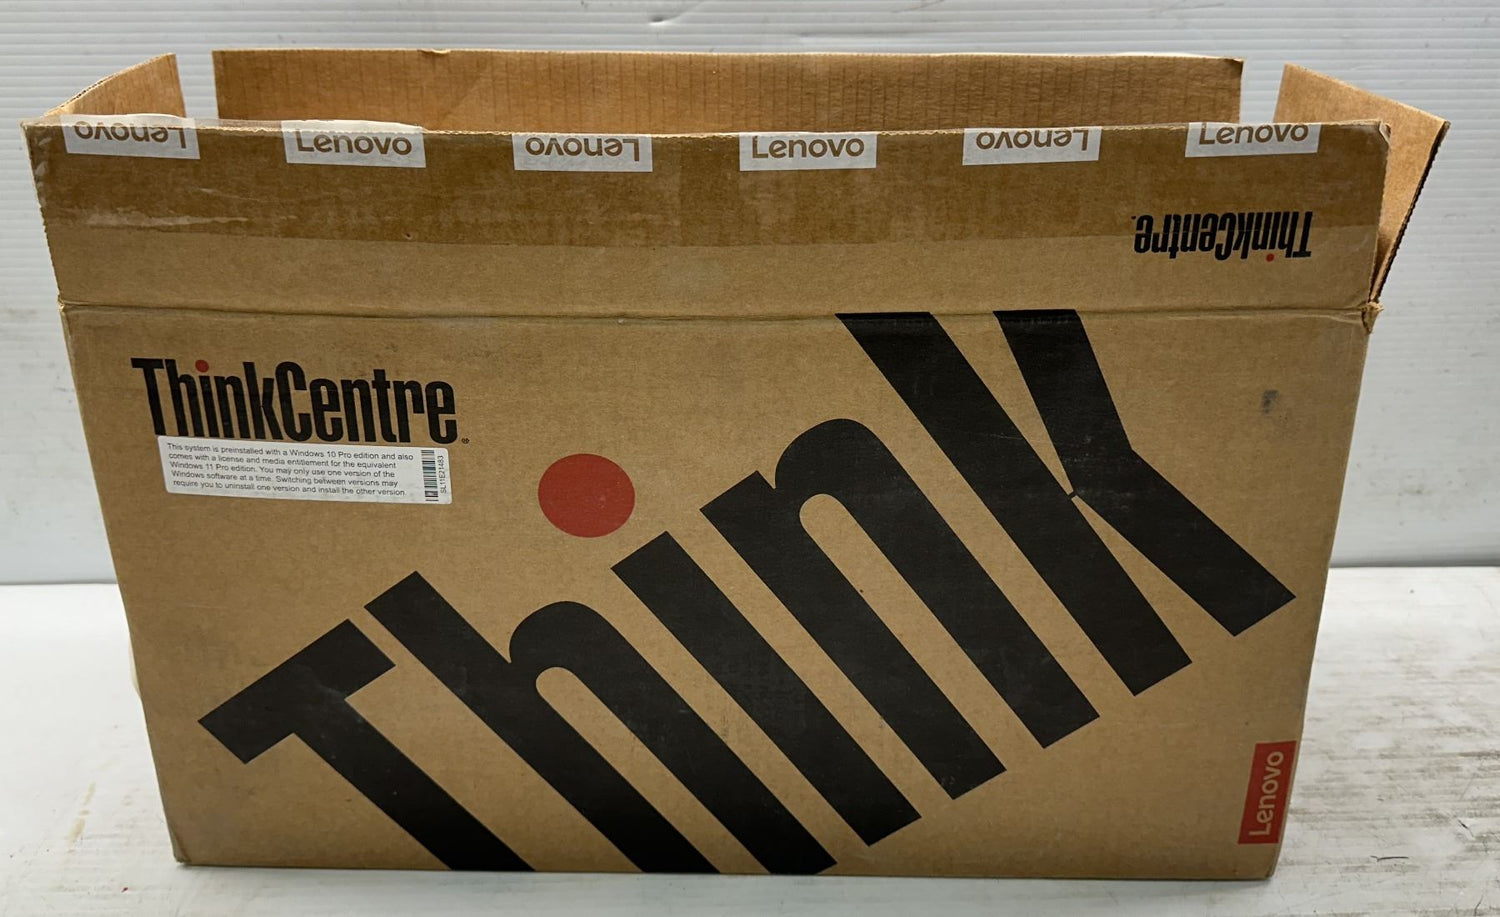 Lenovo Lenovo Lenovo Lenovo Lenovo Lenovo
ThinkCentre
ThinkCentre
This system is preinstalled with a Windows 10 Pro edition and also
comes with a license and media entitlement for the equivalent
Windows 11 Pro edition. You may only use one version of the
Windows software at a time. Switching between versions may
require you to uninstall one version and install the other version.
SL11E21483
Think
Lenovo